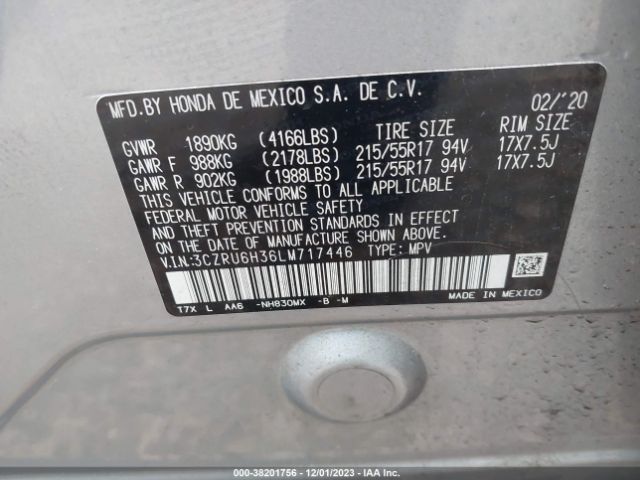 MFD.BY HONDA DE MEXICO S.A. DE C.V. 02/'20
GVWR 1890KG (4166LBS) TIRE SIZE RIM SIZE
GAWR F 988KG (2178LBS) 215/55R17 94V 17X7.5J
GAWR R 902KG (1988LBS) 215/55R17 94V 17X7.5J
THIS VEHICLE CONFORMS TO ALL APPLICABLE
FEDERAL MOTOR VEHICLE SAFETY
AND THEFT PREVENTION STANDARDS IN EFFECT
ON THE DATE OF MANUFACTURE SHOWN ABOVE.
V.I.N:3CZRU6H36LM717446 TYPE: MPV
T7X L AA6 -NH830MX -B -M MADE IN MEXICO
000-38201756 - 12/01/2023 - IAA Inc.